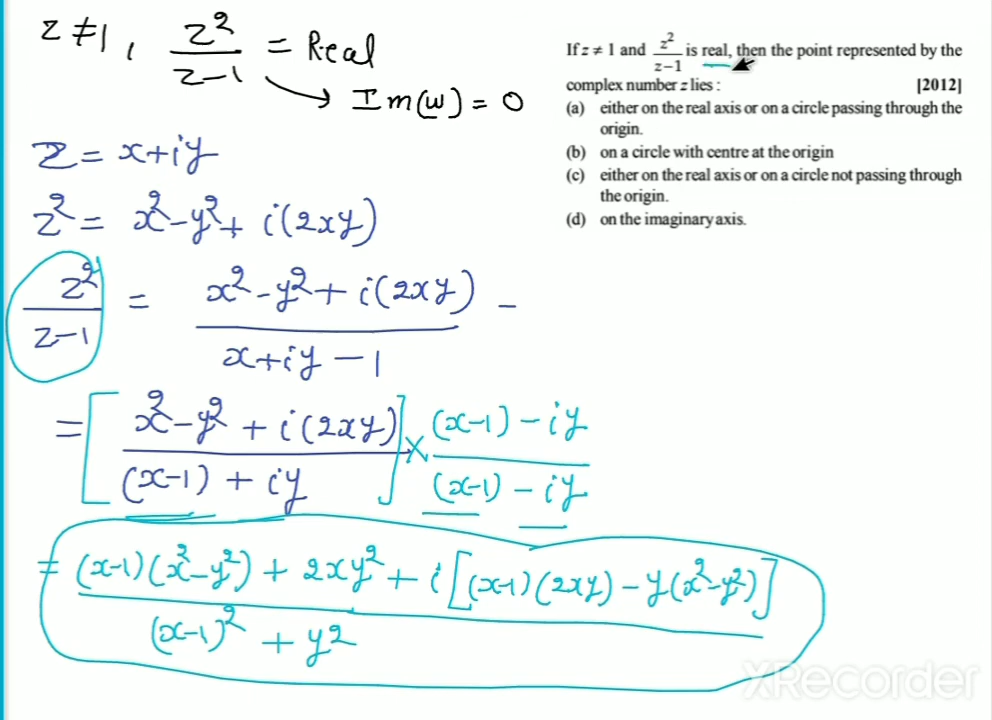 z ≠ 1, z²/(z-1) = Real
→ Im(w) = 0
If z ≠ 1 and z²/(z-1) is real, then the point represented by the
complex number z lies : [2012]
(a) either on the real axis or on a circle passing through the
origin.
(b) on a circle with centre at the origin
(c) either on the real axis or on a circle not passing through
the origin.
(d) on the imaginary axis.
z = x+iy
z² = x²-y²+ i(2xy)
z²/(z-1) = (x²-y²+i(2xy))/(x+iy-1) -
= [(x²-y²+i(2xy))/((x-1)+iy)] × ((x-1)-iy)/((x-1)-iy)
= ((x-1)(x²-y²)+2xy²+i[(x-1)(2xy)-y(x²-y²)])/((x-1)²+y²)
XRecorder